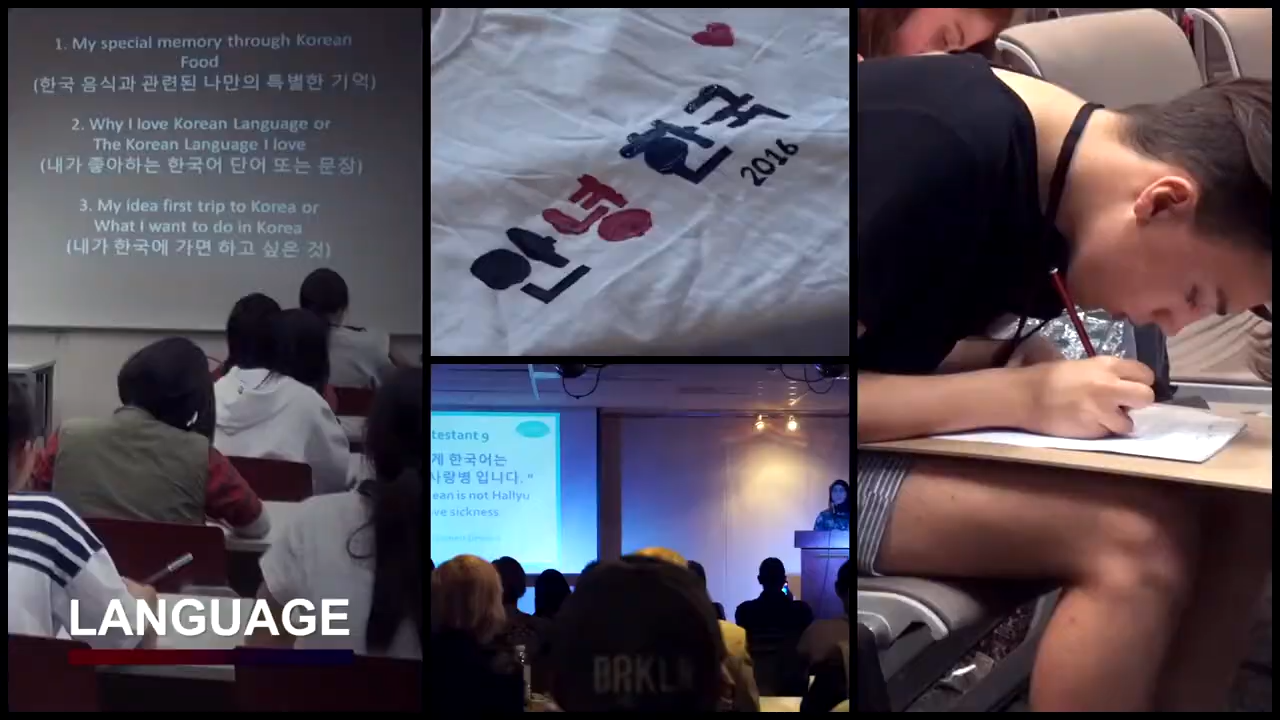 1. My special memory through Korean
Food
(한국 음식과 관련된 나만의 특별한 기억)
2. Why I love Korean Language or
The Korean Language I love
(내가 좋아하는 한국어 단어 또는 문장)
3. My idea first trip to Korea or
What I want to do in Korea
(내가 한국에 가면 하고 싶은 것)
LANGUAGE
안녕 한국
2016
testant 9
게 한국어는
사랑병 입니다. "
ean is not Hallyu
ve sickness
BRKLN